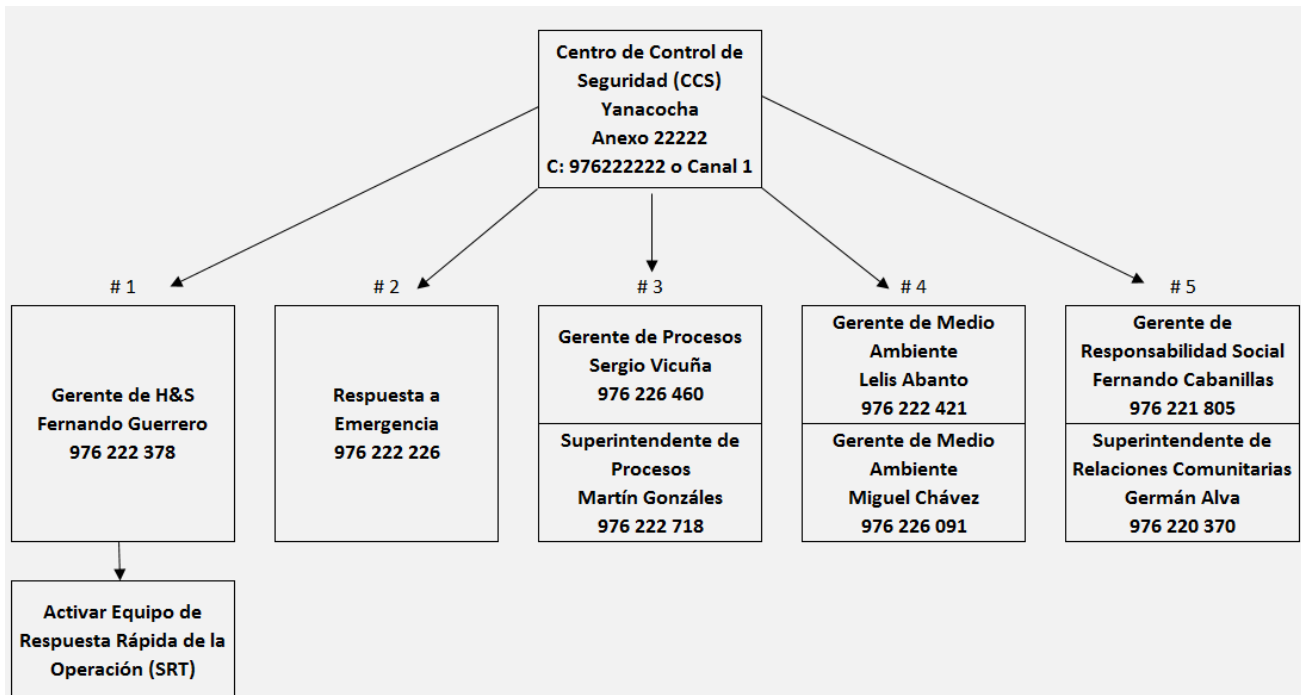 Centro de Control de
Seguridad (CCS)
Yanacocha
Anexo 22222
C: 976222222 o Canal 1
# 1
# 2
# 3
# 4
# 5
Gerente de H&S
Fernando Guerrero
976 222 378
Respuesta a
Emergencia
976 222 226
Gerente de Procesos
Sergio Vicuña
976 226 460
Superintendente de
Procesos
Martín Gonzáles
976 222 718
Gerente de Medio
Ambiente
Lelis Abanto
976 222 421
Gerente de Medio
Ambiente
Miguel Chávez
976 226 091
Gerente de
Responsabilidad Social
Fernando Cabanillas
976 221 805
Superintendente de
Relaciones Comunitarias
Germán Alva
976 220 370
Activar Equipo de
Respuesta Rápida de la
Operación (SRT)